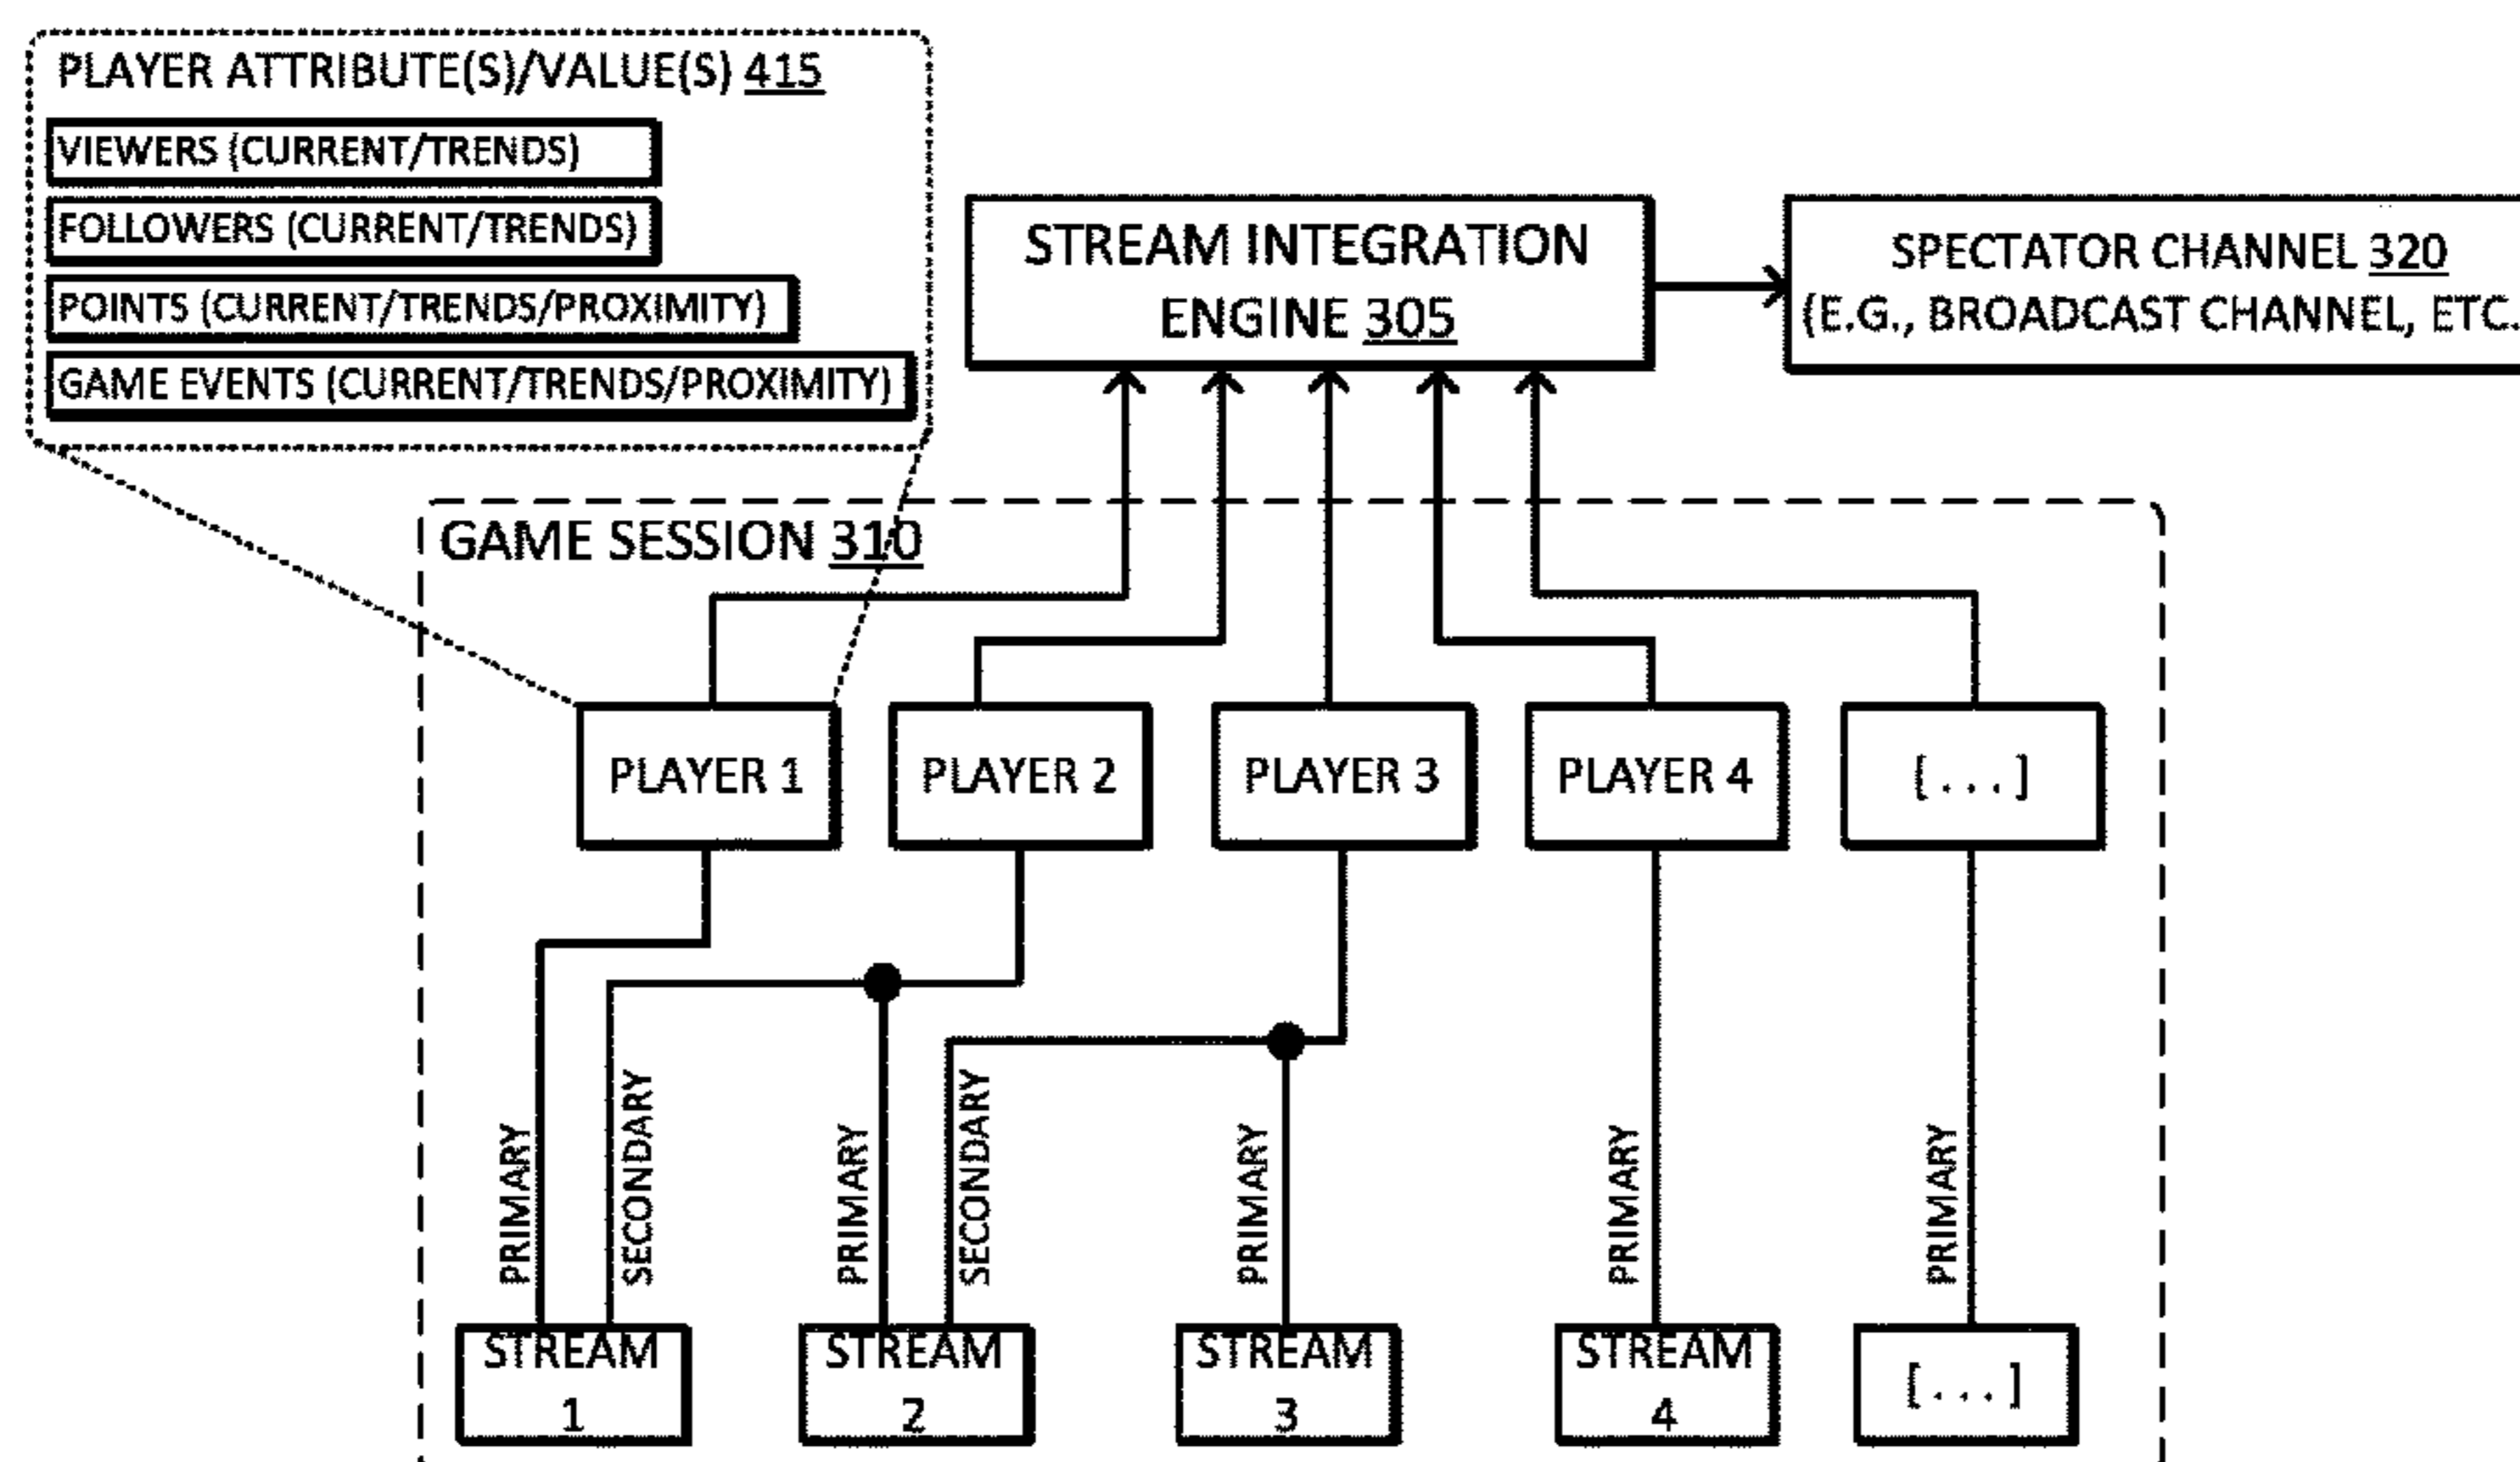 PLAYER ATTRIBUTE(S)/VALUE(S) 415
VIEWERS (CURRENT/TRENDS)
FOLLOWERS (CURRENT/TRENDS)
POINTS (CURRENT/TRENDS/PROXIMITY)
GAME EVENTS (CURRENT/TRENDS/PROXIMITY)
STREAM INTEGRATION
ENGINE 305
SPECTATOR CHANNEL 320
(E.G., BROADCAST CHANNEL, ETC.
GAME SESSION 310
PLAYER 1
PLAYER 2
PLAYER 3
PLAYER 4
[...]
PRIMARY
SECONDARY
PRIMARY
SECONDARY
PRIMARY
PRIMARY
PRIMARY
STREAM
1
STREAM
2
STREAM
3
STREAM
4
[...]